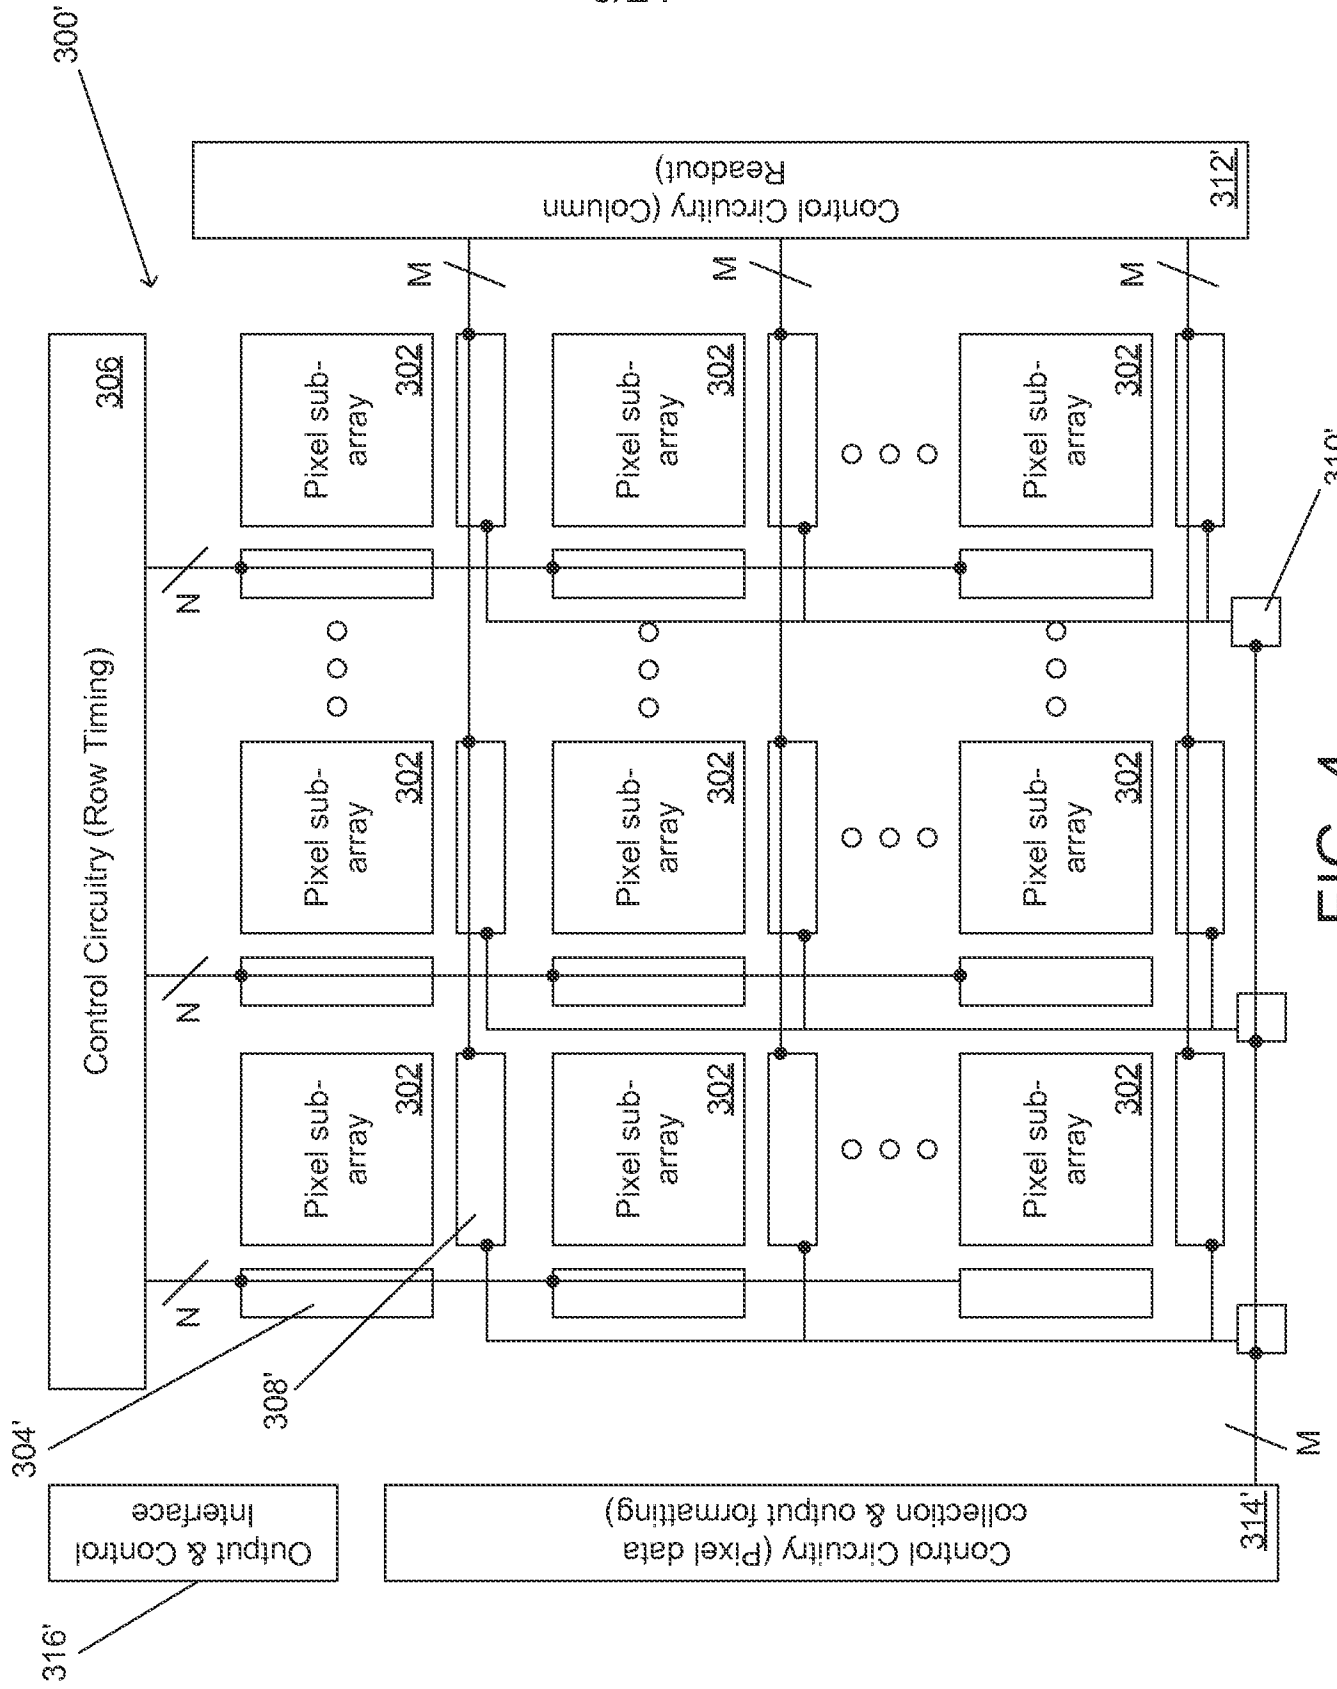 300'
Control Circuitry (Row Timing)
306
N
N
N
Pixel sub-
array
302
Pixel sub-
array
302
Pixel sub-
array
302
Pixel sub-
array
302
Pixel sub-
array
302
Pixel sub-
array
302
Pixel sub-
array
302
Pixel sub-
array
302
Pixel sub-
array
302
M
M
M
Control Circuitry (Column
Readout)
312'
304'
308'
316'
Output & Control
Interface
Control Circuitry (Pixel data
collection & output formatting)
314'
M
310'
FIG. 4